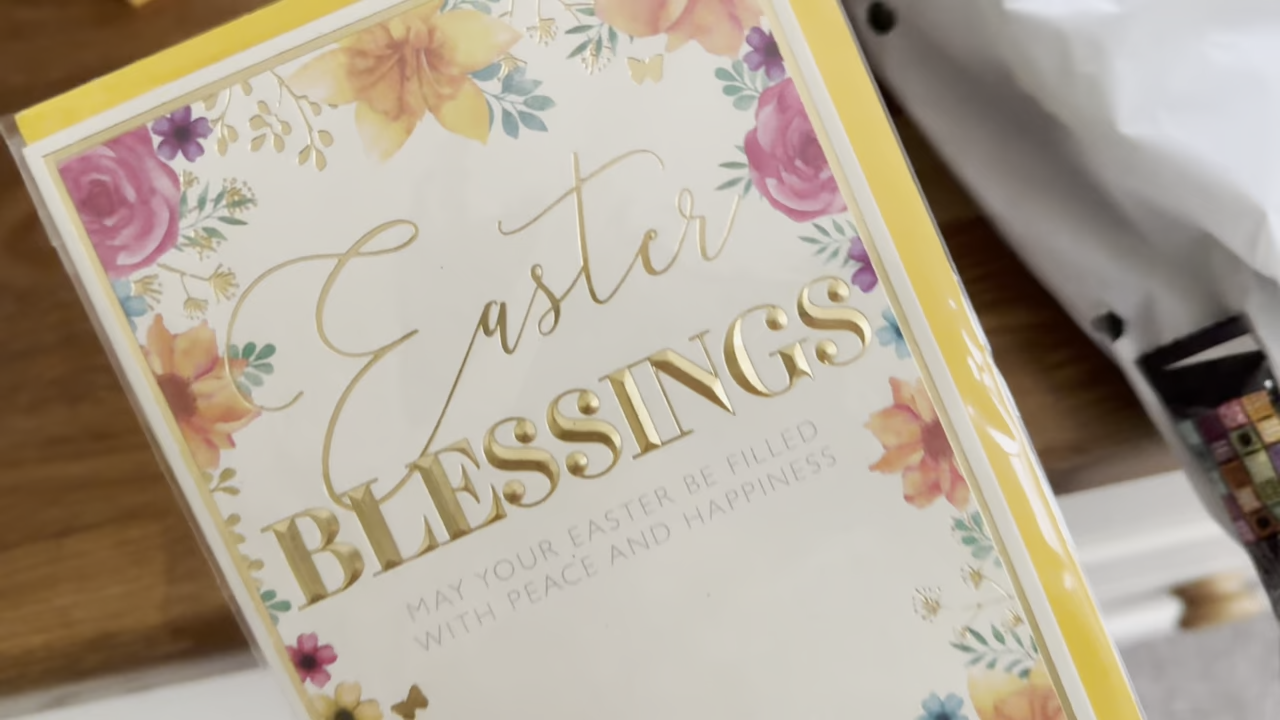 Easter
BLESSINGS
MAY YOUR EASTER BE FILLED
WITH PEACE AND HAPPINESS